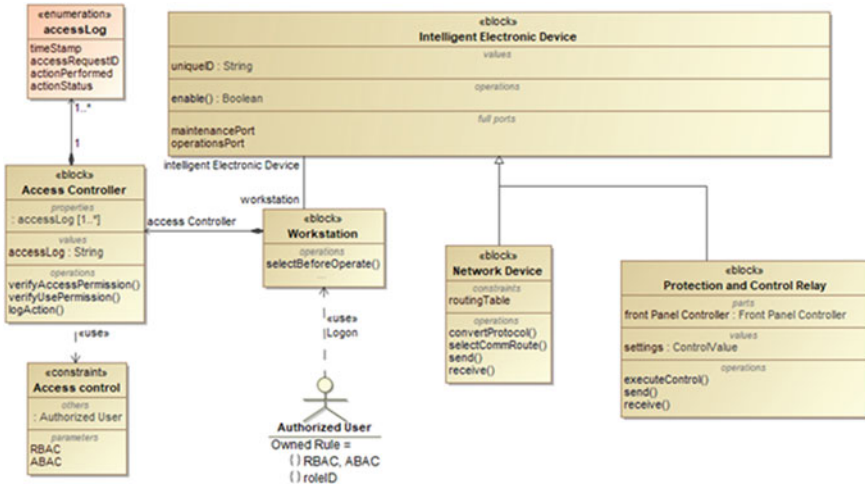 «enumeration»
accessLog
timeStamp
accessRequestID
actionPerformed
actionStatus
1..*
1
«block»
Access Controller
properties
: accessLog [1..*]
values
accessLog : String
operations
verifyAccessPermission()
verifyUsePermission()
logAction()
«use»
«constraint»
Access control
others
: Authorized User
parameters
RBAC
ABAC
«block»
Intelligent Electronic Device
values
uniqueID : String
operations
enable() : Boolean
full ports
maintenancePort
operationsPort
intelligent Electronic Device
workstation
access Controller
«block»
Workstation
operations
selectBeforeOperate()
...
«use»
Logon
Authorized User
Owned Rule =
() RBAC, ABAC
() roleID
«block»
Network Device
constraints
routingTable
operations
convertProtocol()
selectCommRoute()
send()
receive()
«block»
Protection and Control Relay
parts
front Panel Controller : Front Panel Controller
values
settings : ControlValue
operations
executeControl()
send()
receive()